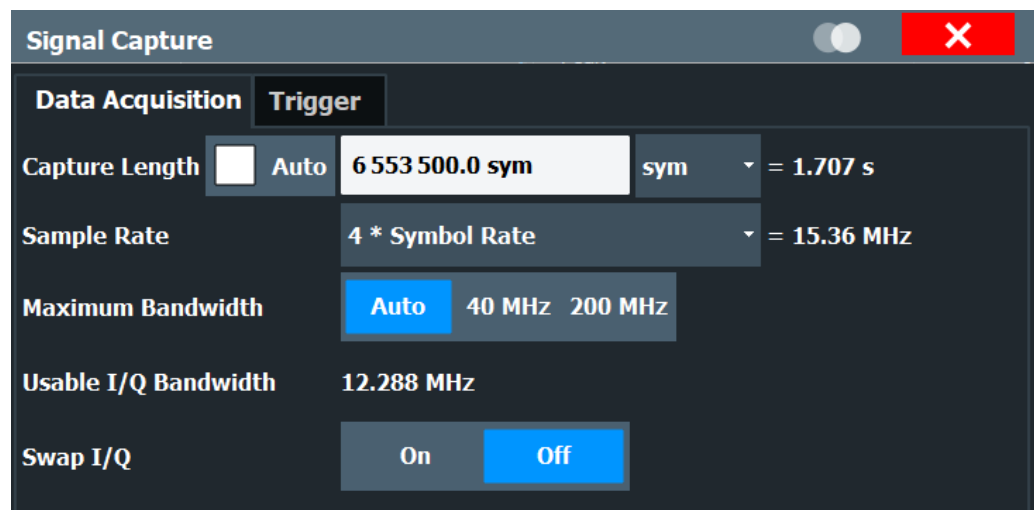 Signal Capture
Data Acquisition Trigger
Capture Length Auto 6 553 500.0 sym sym = 1.707 s
Sample Rate 4 * Symbol Rate = 15.36 MHz
Maximum Bandwidth Auto 40 MHz 200 MHz
Usable I/Q Bandwidth 12.288 MHz
Swap I/Q On Off